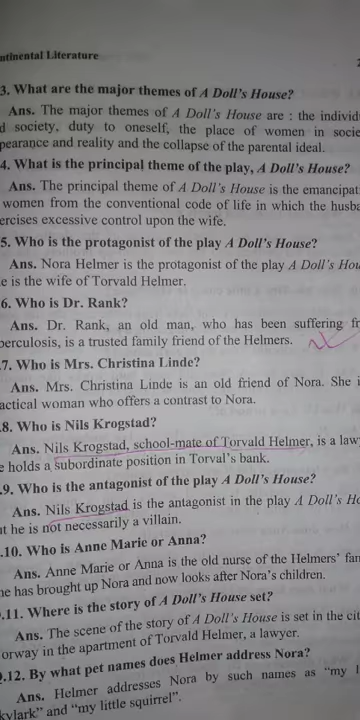 ntinental Literature
3. What are the major themes of A Doll's House?
Ans. The major themes of A Doll's House are : the individ
d society, duty to oneself, the place of women in socie
pearance and reality and the collapse of the parental ideal.
4. What is the principal theme of the play, A Doll's House?
Ans. The principal theme of A Doll's House is the emancipat
women from the conventional code of life in which the husba
ercises excessive control upon the wife.
5. Who is the protagonist of the play A Doll's House?
Ans. Nora Helmer is the protagonist of the play A Doll's Hou
e is the wife of Torvald Helmer.
6. Who is Dr. Rank?
Ans. Dr. Rank, an old man, who has been suffering fr
berculosis, is a trusted family friend of the Helmers.
.7. Who is Mrs. Christina Linde?
Ans. Mrs. Christina Linde is an old friend of Nora. She i
actical woman who offers a contrast to Nora.
.8. Who is Nils Krogstad?
Ans. Nils Krogstad, school-mate of Torvald Helmer, is a law
e holds a subordinate position in Torval's bank.
.9. Who is the antagonist of the play A Doll's House?
Ans. Nils Krogstad is the antagonist in the play A Doll's Ho
ut he is not necessarily a villain.
.10. Who is Anne Marie or Anna?
Ans. Anne Marie or Anna is the old nurse of the Helmers' fam
he has brought up Nora and now looks after Nora's children.
.11. Where is the story of A Doll's House set?
Ans. The scene of the story of A Doll's House is set in the cit
orway in the apartment of Torvald Helmer, a lawyer.
Q.12. By what pet names does Helmer address Nora?
Ans. Helmer addresses Nora by such names as "my l
kylark" and "my little squirrel".